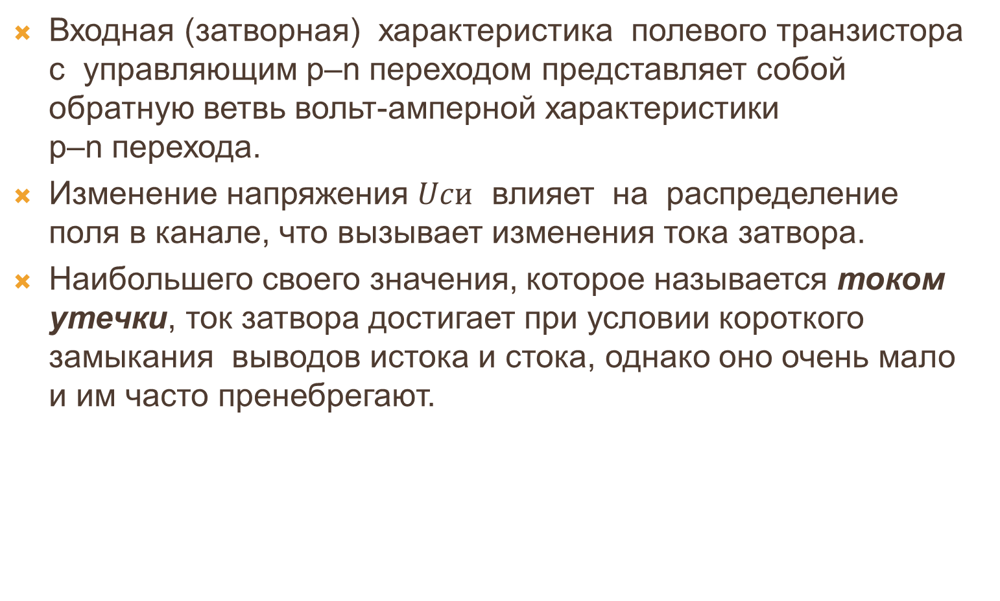 Входная (затворная) характеристика полевого транзистора
с управляющим p–n переходом представляет собой
обратную ветвь вольт-амперной характеристики
p–n перехода.
Изменение напряжения Uси влияет на распределение
поля в канале, что вызывает изменения тока затвора.
Наибольшего своего значения, которое называется током
утечки, ток затвора достигает при условии короткого
замыкания выводов истока и стока, однако оно очень мало
и им часто пренебрегают.